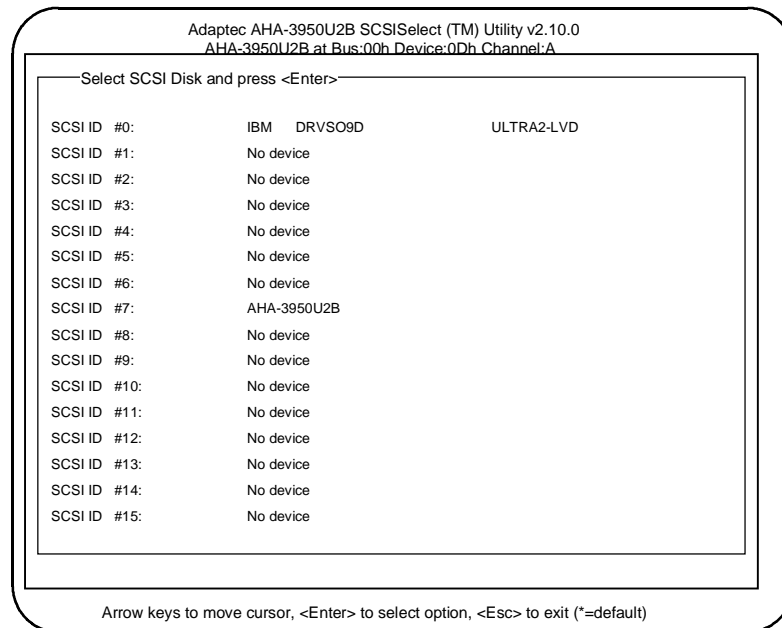 Adaptec AHA-3950U2B SCSISelect (TM) Utility v2.10.0
AHA-3950U2B at Bus:00h Device:0Dh Channel:A
Select SCSI Disk and press <Enter>
SCSI ID #0: IBM DRVSO9D ULTRA2-LVD
SCSI ID #1: No device
SCSI ID #2: No device
SCSI ID #3: No device
SCSI ID #4: No device
SCSI ID #5: No device
SCSI ID #6: No device
SCSI ID #7: AHA-3950U2B
SCSI ID #8: No device
SCSI ID #9: No device
SCSI ID #10: No device
SCSI ID #11: No device
SCSI ID #12: No device
SCSI ID #13: No device
SCSI ID #14: No device
SCSI ID #15: No device
Arrow keys to move cursor, <Enter> to select option, <Esc> to exit (*=default)